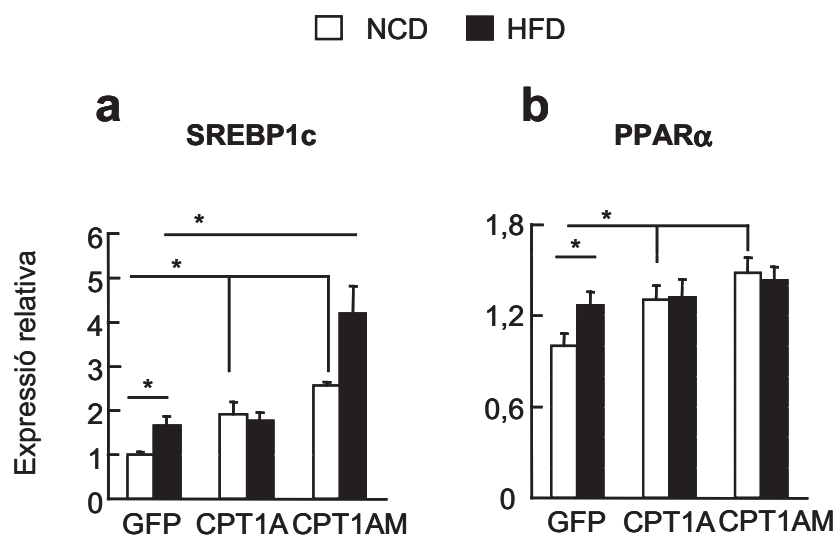 NCD HFD
a
SREBP1c
Expressió relativa
6
5
4
3
2
1
0
*
*
*
GFP CPT1A CPT1AM
b
PPARα
1,8
1,2
0,6
0
*
*
GFP CPT1A CPT1AM